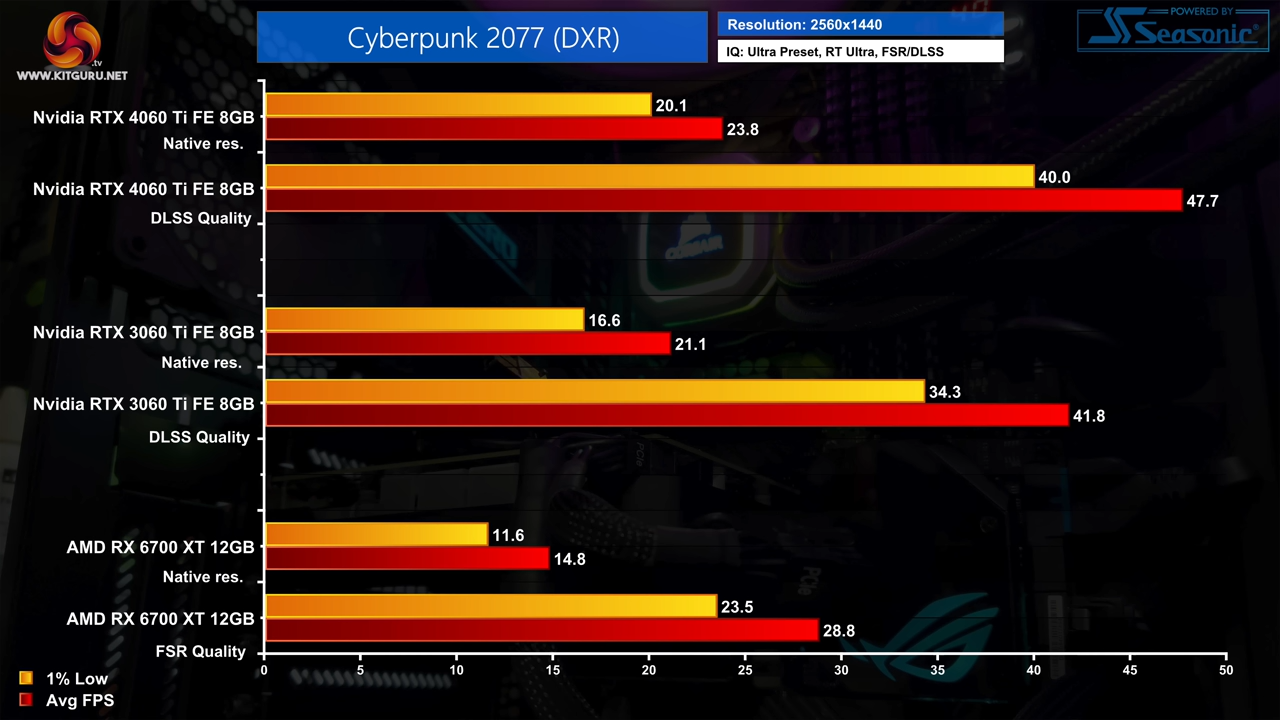 Cyberpunk 2077 (DXR)
Resolution: 2560x1440
IQ: Ultra Preset, RT Ultra, FSR/DLSS
POWERED BY
Seasonic
.tv
WWW.KITGURU.NET
Nvidia RTX 4060 Ti FE 8GB
Native res.
20.1
23.8
Nvidia RTX 4060 Ti FE 8GB
DLSS Quality
40.0
47.7
CORSAIR
Nvidia RTX 3060 Ti FE 8GB
Native res.
16.6
21.1
Nvidia RTX 3060 Ti FE 8GB
DLSS Quality
34.3
41.8
PCIe
AMD RX 6700 XT 12GB
Native res.
11.6
14.8
PCIe
AMD RX 6700 XT 12GB
FSR Quality
23.5
28.8
0 5 10 15 20 25 30 35 40 45 50
1% Low
Avg FPS